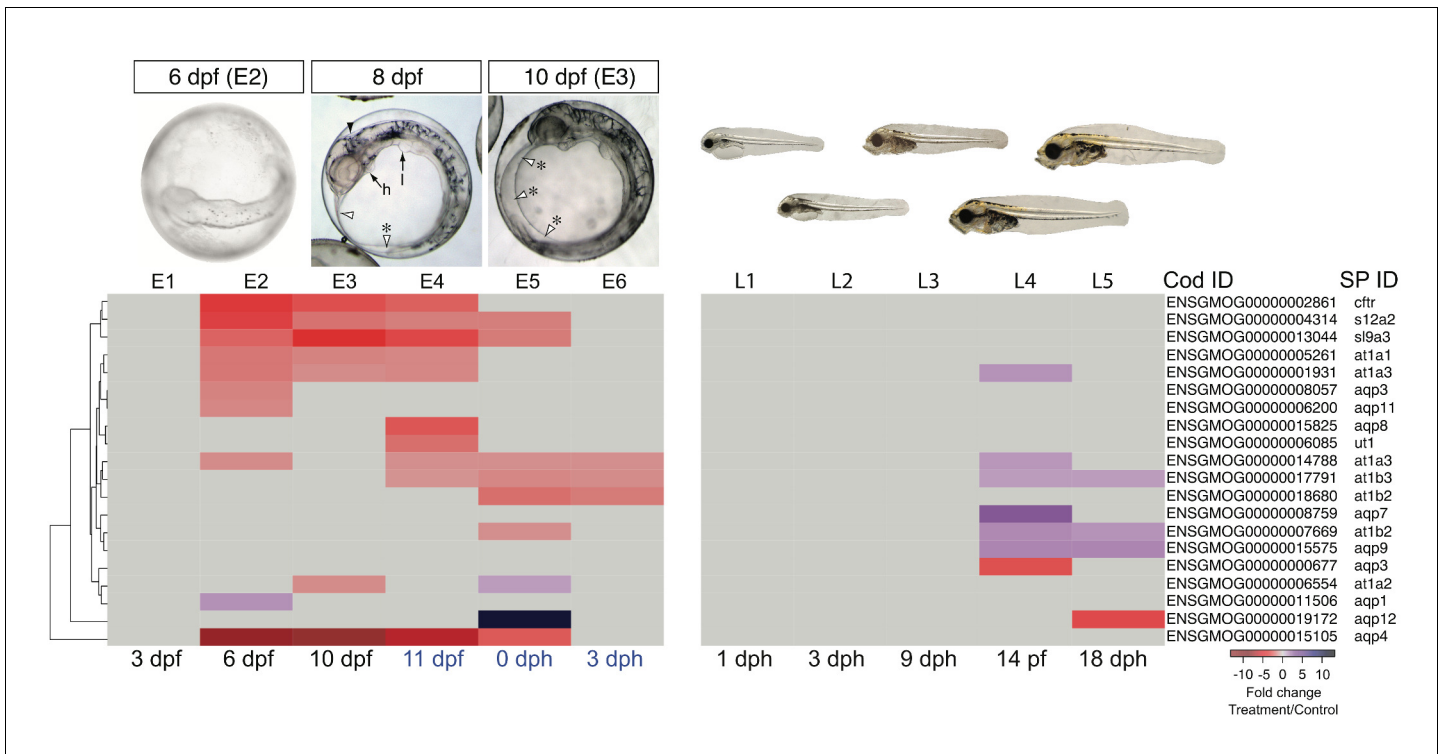 6 dpf (E2) 8 dpf 10 dpf (E3)
h l * * * *
E1 E2 E3 E4 E5 E6 L1 L2 L3 L4 L5 Cod ID SP ID
ENSGMOG00000002861 cftr
ENSGMOG00000004314 s12a2
ENSGMOG00000013044 sl9a3
ENSGMOG00000005261 at1a1
ENSGMOG00000001931 at1a3
ENSGMOG00000008057 aqp3
ENSGMOG00000006200 aqp11
ENSGMOG00000015825 aqp8
ENSGMOG00000006085 ut1
ENSGMOG00000014788 at1a3
ENSGMOG00000017791 at1b3
ENSGMOG00000018680 at1b2
ENSGMOG00000008759 aqp7
ENSGMOG00000007669 at1b2
ENSGMOG00000015575 aqp9
ENSGMOG00000000677 aqp3
ENSGMOG00000006554 at1a2
ENSGMOG00000011506 aqp1
ENSGMOG00000019172 aqp12
ENSGMOG00000015105 aqp4
3 dpf 6 dpf 10 dpf 11 dpf 0 dph 3 dph 1 dph 3 dph 9 dph 14 pf 18 dph
-10 -5 0 5 10
Fold change
Treatment/Control